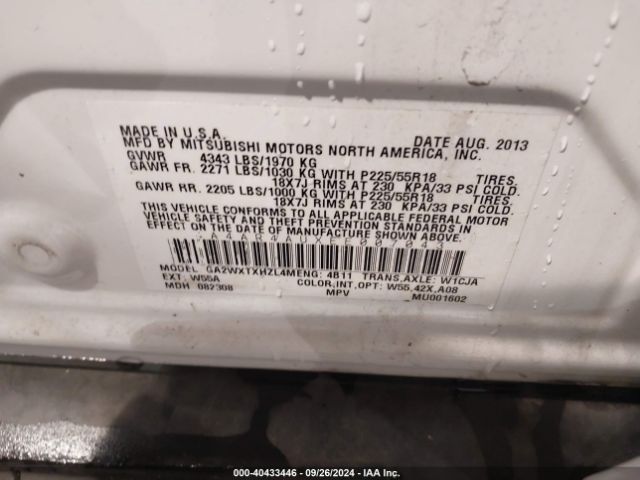 MADE IN U.S.A. DATE AUG. 2013
MFD BY MITSUBISHI MOTORS NORTH AMERICA, INC.
GVWR 4343 LBS/1970 KG
GAWR FR. 2271 LBS/1030 KG WITH P225/55R18 TIRES,
18X7J RIMS AT 230 KPA/33 PSI COLD.
GAWR RR. 2205 LBS/1000 KG WITH P225/55R18 TIRES,
18X7J RIMS AT 230 KPA/33 PSI COLD.
THIS VEHICLE CONFORMS TO ALL APPLICABLE FEDERAL MOTOR
VEHICLE SAFETY AND THEFT PREVENTION STANDARDS IN
EFFECT ON THE DATE OF MANUFACTURE SHOWN ABOVE.
MODEL: GA2WXTXHZL4M ENG: 4B11 TRANS,AXLE: W1CJA
EXT: W55A COLOR,INT,OPT: W55,42X,A08
MDH 082308 MPV MU001602
000-40433446 - 09/26/2024 - IAA Inc.